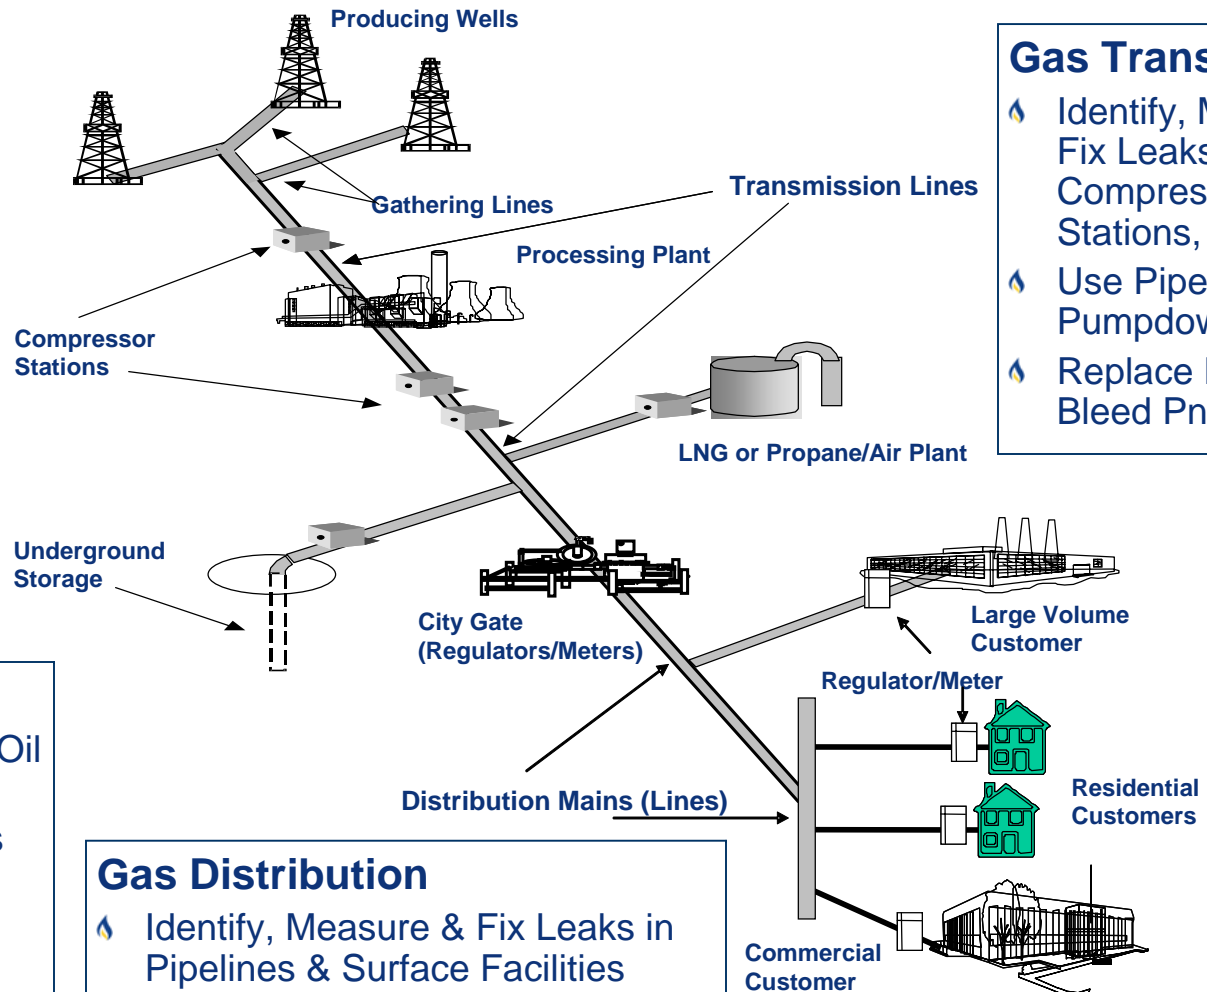 Producing Wells
Gas Trans
Identify, M
Fix Leaks
Compres
Stations,
Use Pipe
Pumpdow
Replace
Bleed Pn
Transmission Lines
Gathering Lines
Processing Plant
Compressor
Stations
LNG or Propane/Air Plant
Underground
Storage
City Gate
(Regulators/Meters)
Large Volume
Customer
Regulator/Meter
Oil
s
Distribution Mains (Lines)
Residential
Customers
Gas Distribution
Identify, Measure & Fix Leaks in
Pipelines & Surface Facilities
Commercial
Customer